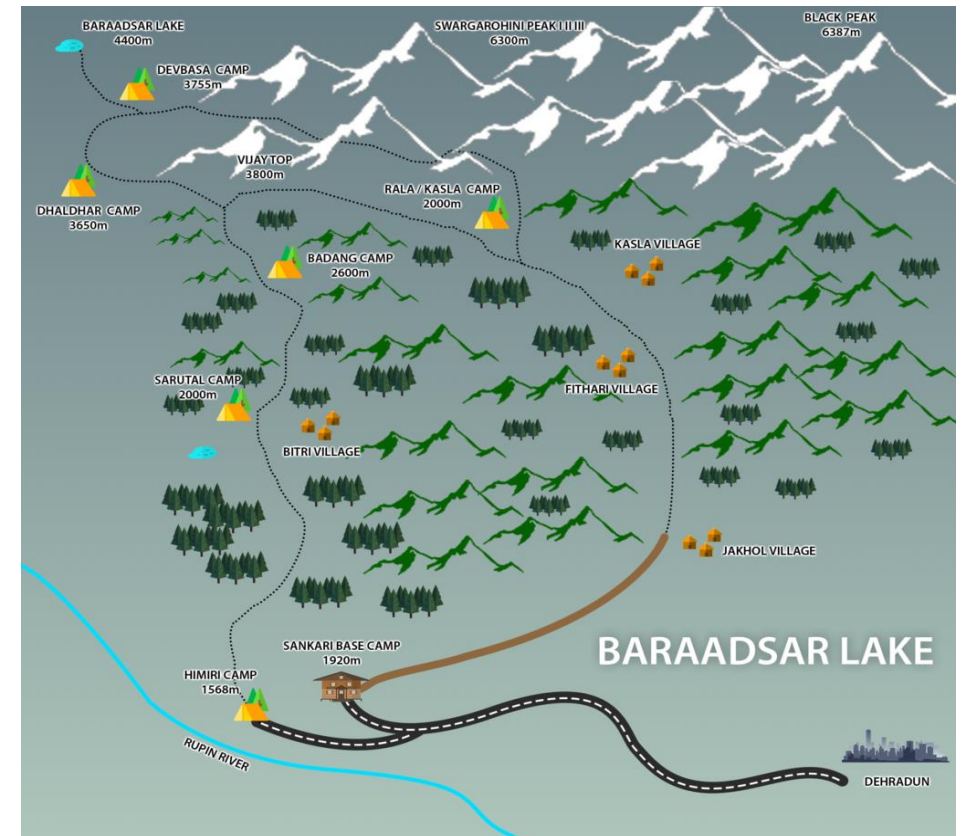 BARAADSAR LAKE
4400m
SWARGAROHINI PEAK I II III
6300m
BLACK PEAK
6387m
DEVBASA CAMP
3755m
VIJAY TOP
3800m
RALA / KASLA CAMP
2000m
DHALDHAR CAMP
3650m
KASLA VILLAGE
BADANG CAMP
2600m
SARUTAL CAMP
2000m
FITHARI VILLAGE
BITRI VILLAGE
JAKHOL VILLAGE
SANKARI BASE CAMP
1920m
BARAADSAR LAKE
HIMIRI CAMP
1568m
RUPIN RIVER
DEHRADUN